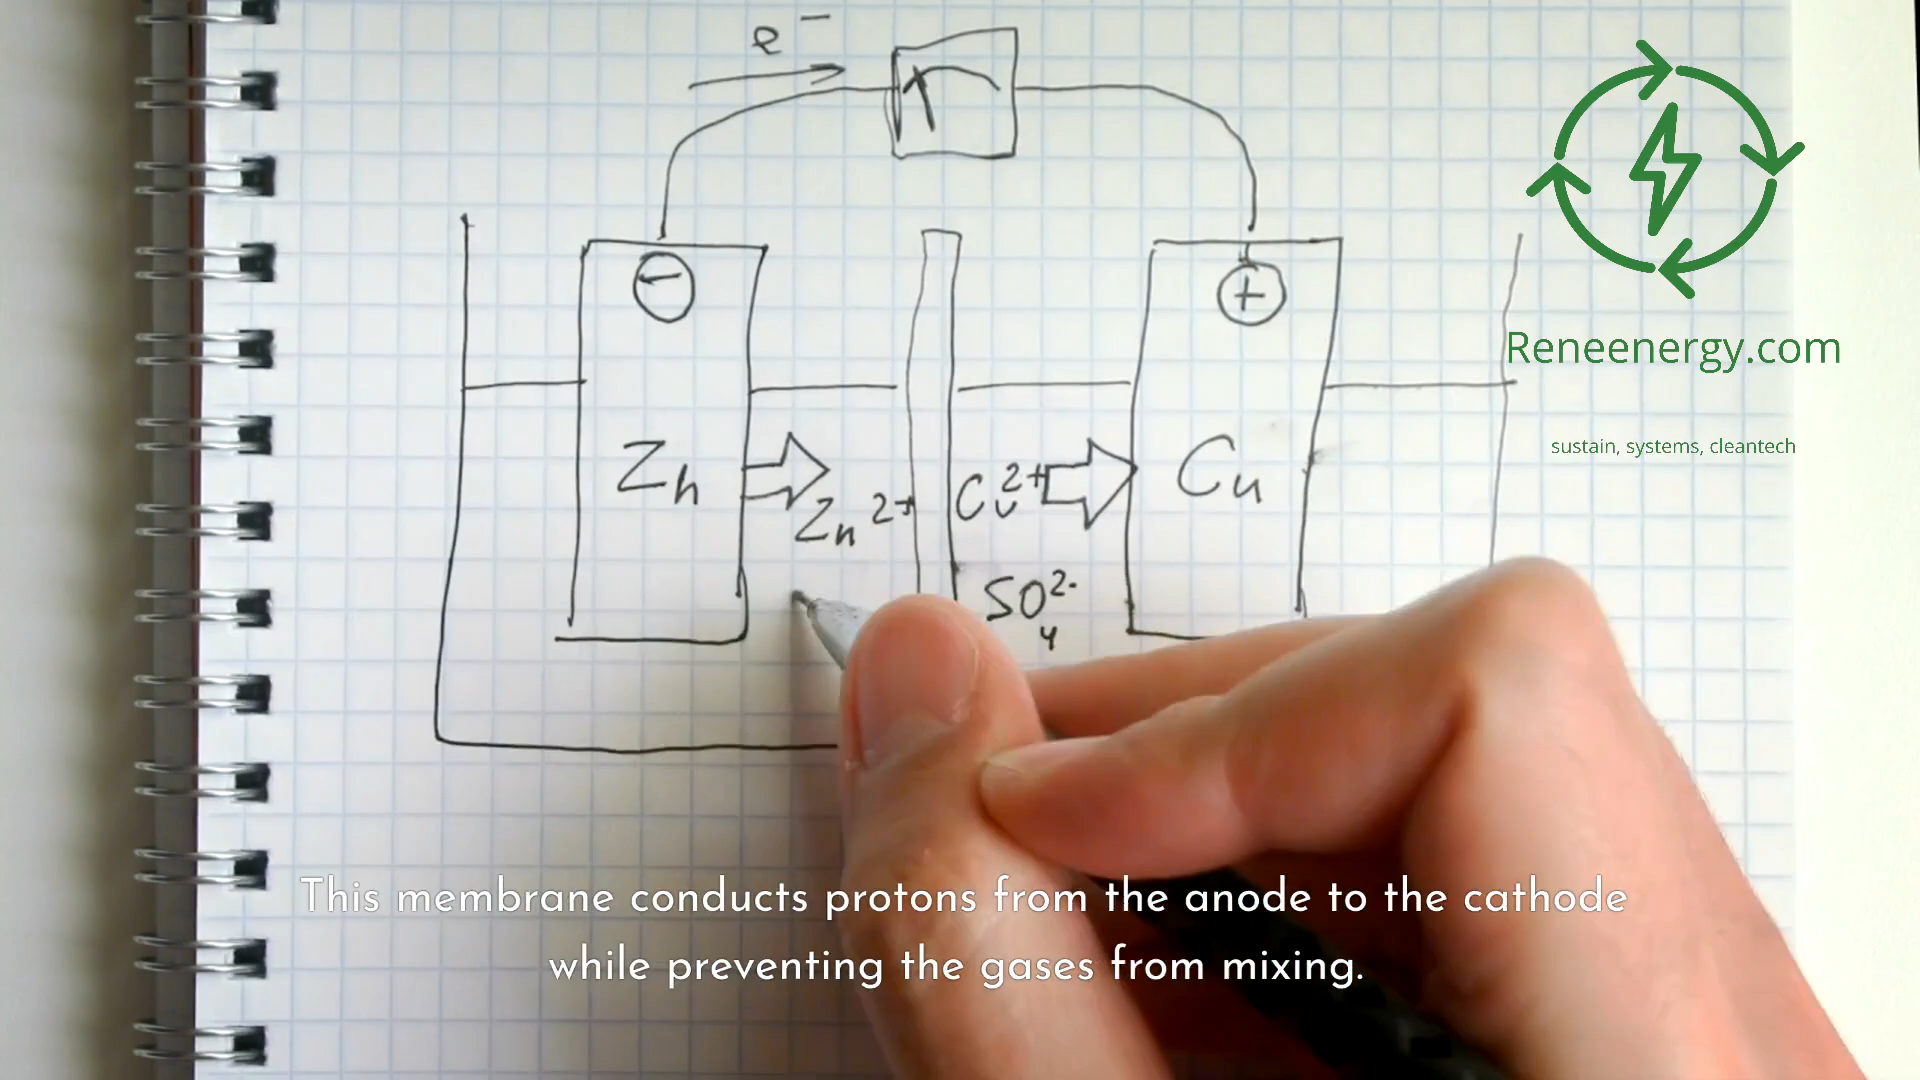 e⁻
−
+
Reneenergy.com
sustain, systems, cleantech
Zn
Zn²⁺
Cu²⁺
Cu
SO₄²⁻
This membrane conducts protons from the anode to the cathode
while preventing the gases from mixing.